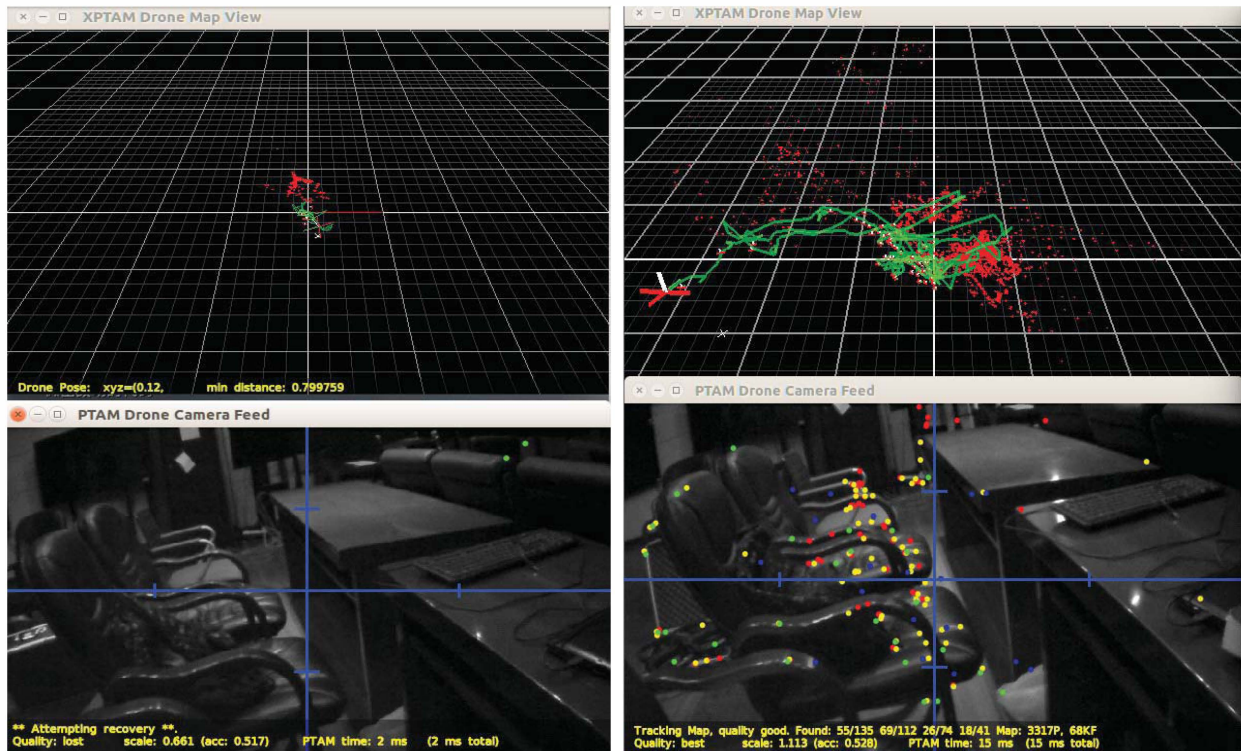 XPTAM Drone Map View
Drone Pose: xyz=(0.12, min distance: 0.799759
PTAM Drone Camera Feed
** Attempting recovery **.
Quality: lost scale: 0.661 (acc: 0.517) PTAM time: 2 ms (2 ms total)
XPTAM Drone Map View
PTAM Drone Camera Feed
Tracking Map, quality good. Found: 55/135 69/112 26/74 18/41 Map: 3317P, 68KF
Quality: best scale: 1.113 (acc: 0.528) PTAM time: 15 ms (15 ms total)